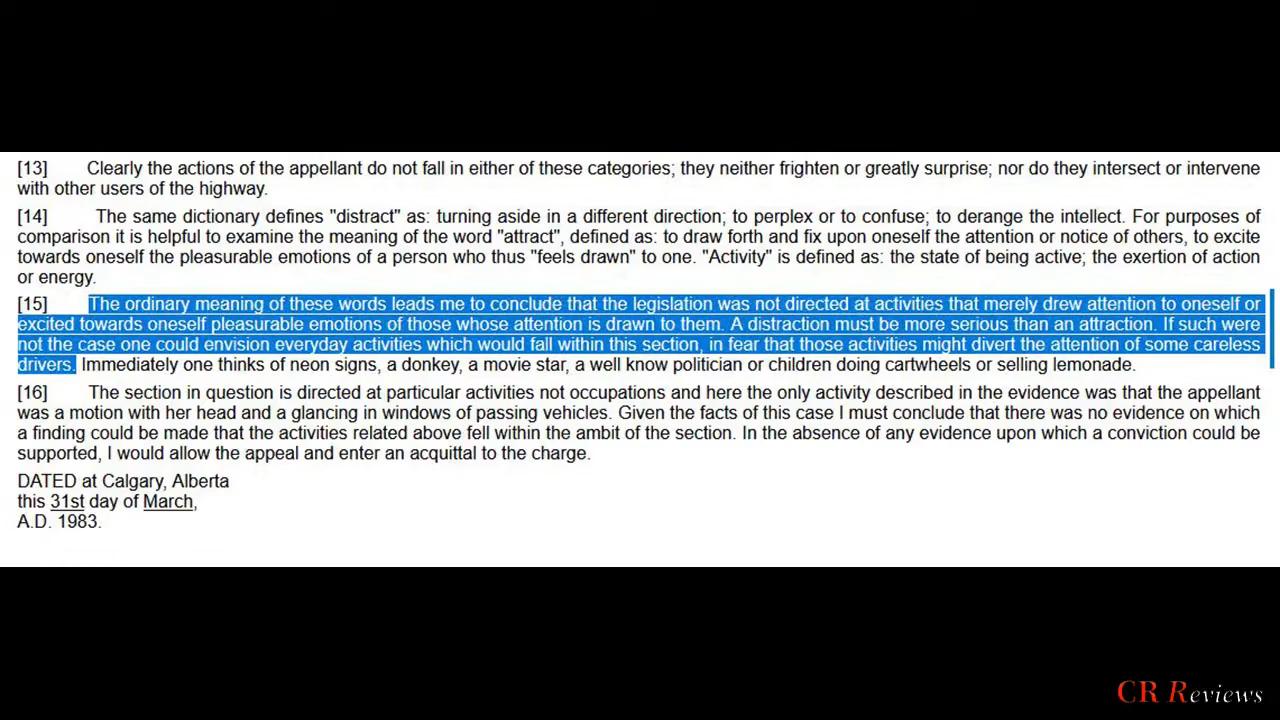 [13] Clearly the actions of the appellant do not fall in either of these categories; they neither frighten or greatly surprise; nor do they intersect or intervene
with other users of the highway.
[14] The same dictionary defines "distract" as: turning aside in a different direction; to perplex or to confuse; to derange the intellect. For purposes of
comparison it is helpful to examine the meaning of the word "attract", defined as: to draw forth and fix upon oneself the attention or notice of others, to excite
towards oneself the pleasurable emotions of a person who thus "feels drawn" to one. "Activity" is defined as: the state of being active; the exertion of action
or energy.
[15] The ordinary meaning of these words leads me to conclude that the legislation was not directed at activities that merely drew attention to oneself or
excited towards oneself pleasurable emotions of those whose attention is drawn to them. A distraction must be more serious than an attraction. If such were
not the case one could envision everyday activities which would fall within this section, in fear that those activities might divert the attention of some careless
drivers. Immediately one thinks of neon signs, a donkey, a movie star, a well know politician or children doing cartwheels or selling lemonade.
[16] The section in question is directed at particular activities not occupations and here the only activity described in the evidence was that the appellant
was a motion with her head and a glancing in windows of passing vehicles. Given the facts of this case I must conclude that there was no evidence on which
a finding could be made that the activities related above fell within the ambit of the section. In the absence of any evidence upon which a conviction could be
supported, I would allow the appeal and enter an acquittal to the charge.
DATED at Calgary, Alberta
this 31st day of March,
A.D. 1983.
CR Reviews